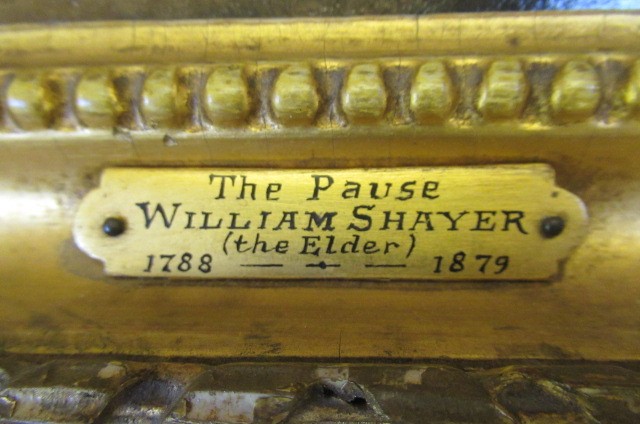 The Pause
WILLIAM SHAYER
(the Elder)
1788 — 1879